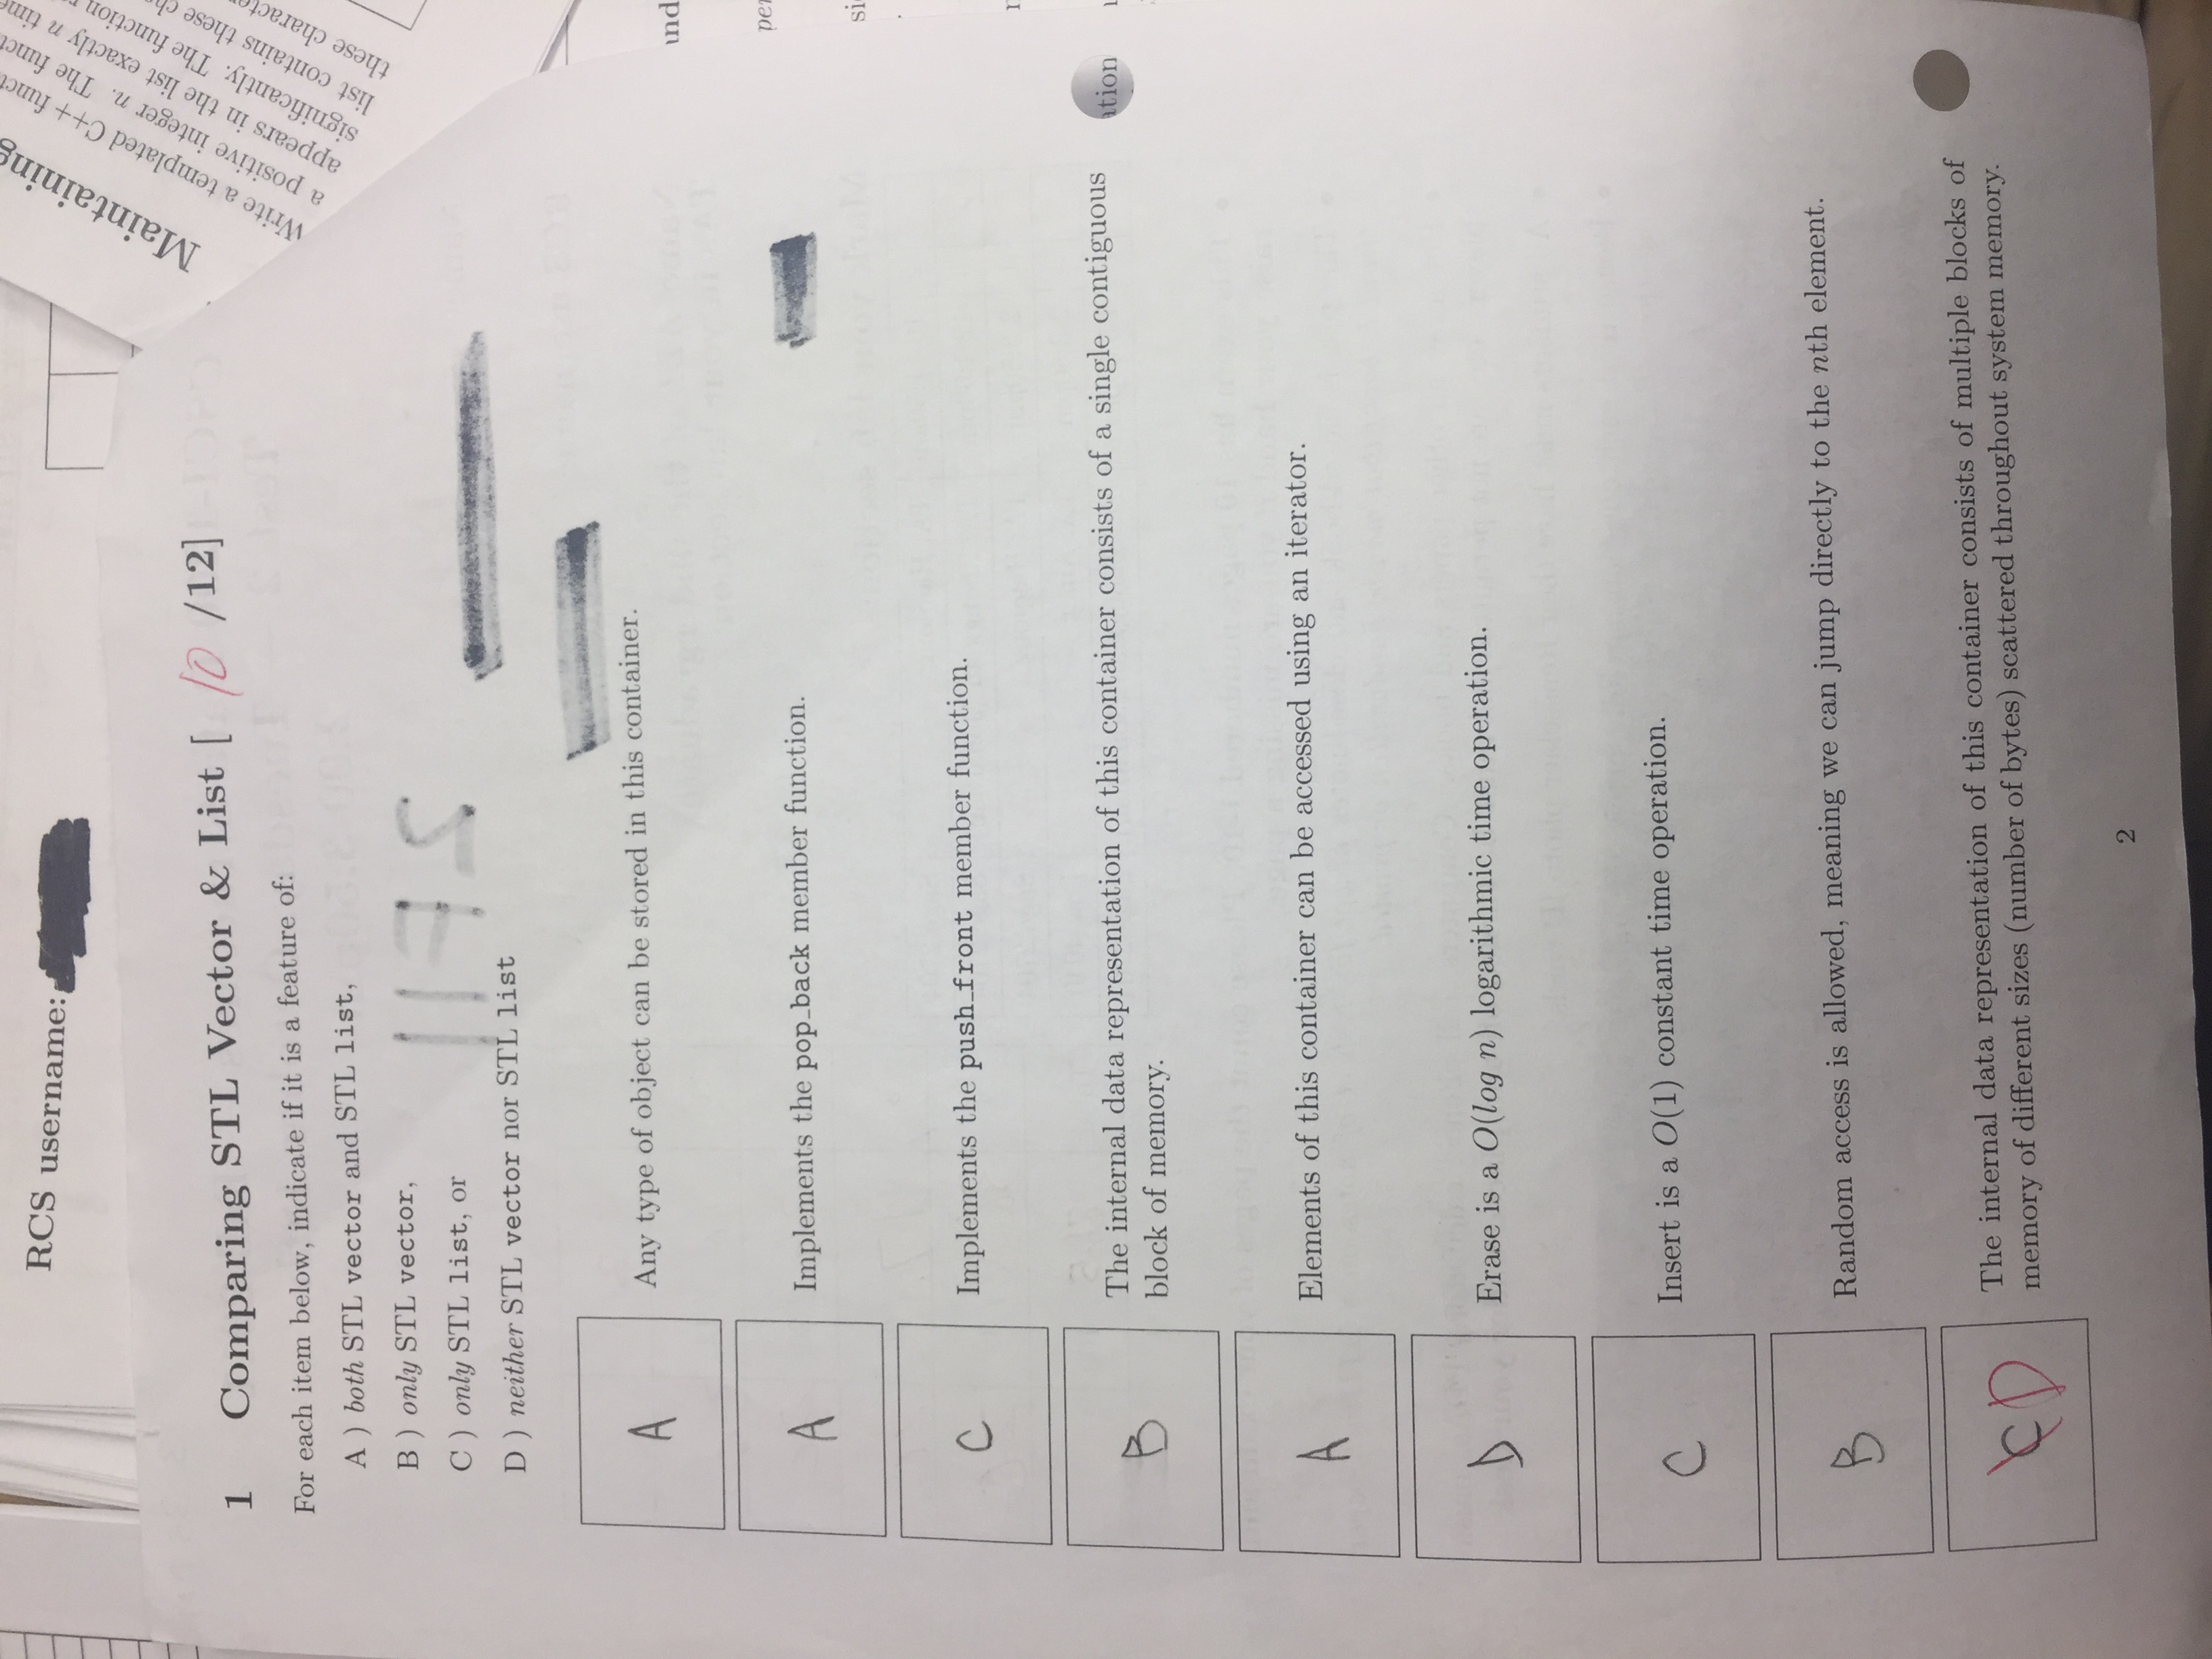 RCS username:
1 Comparing STL Vector & List [ 10 /12]
For each item below, indicate if it is a feature of:
A ) both STL vector and STL list,
B ) only STL vector,
C ) only STL list, or
D ) neither STL vector nor STL list
A Any type of object can be stored in this container.
A Implements the pop_back member function.
C Implements the push_front member function.
B The internal data representation of this container consists of a single contiguous
block of memory.
A Elements of this container can be accessed using an iterator.
D Erase is a O(log n) logarithmic time operation.
C Insert is a O(1) constant time operation.
B Random access is allowed, meaning we can jump directly to the nth element.
C D The internal data representation of this container consists of multiple blocks of
memory of different sizes (number of bytes) scattered throughout system memory.
2
Maintaining
Write a templated C++ funct
a positive integer n. The funct
appears in the list exactly n time
significantly. The function
list contains these
these character